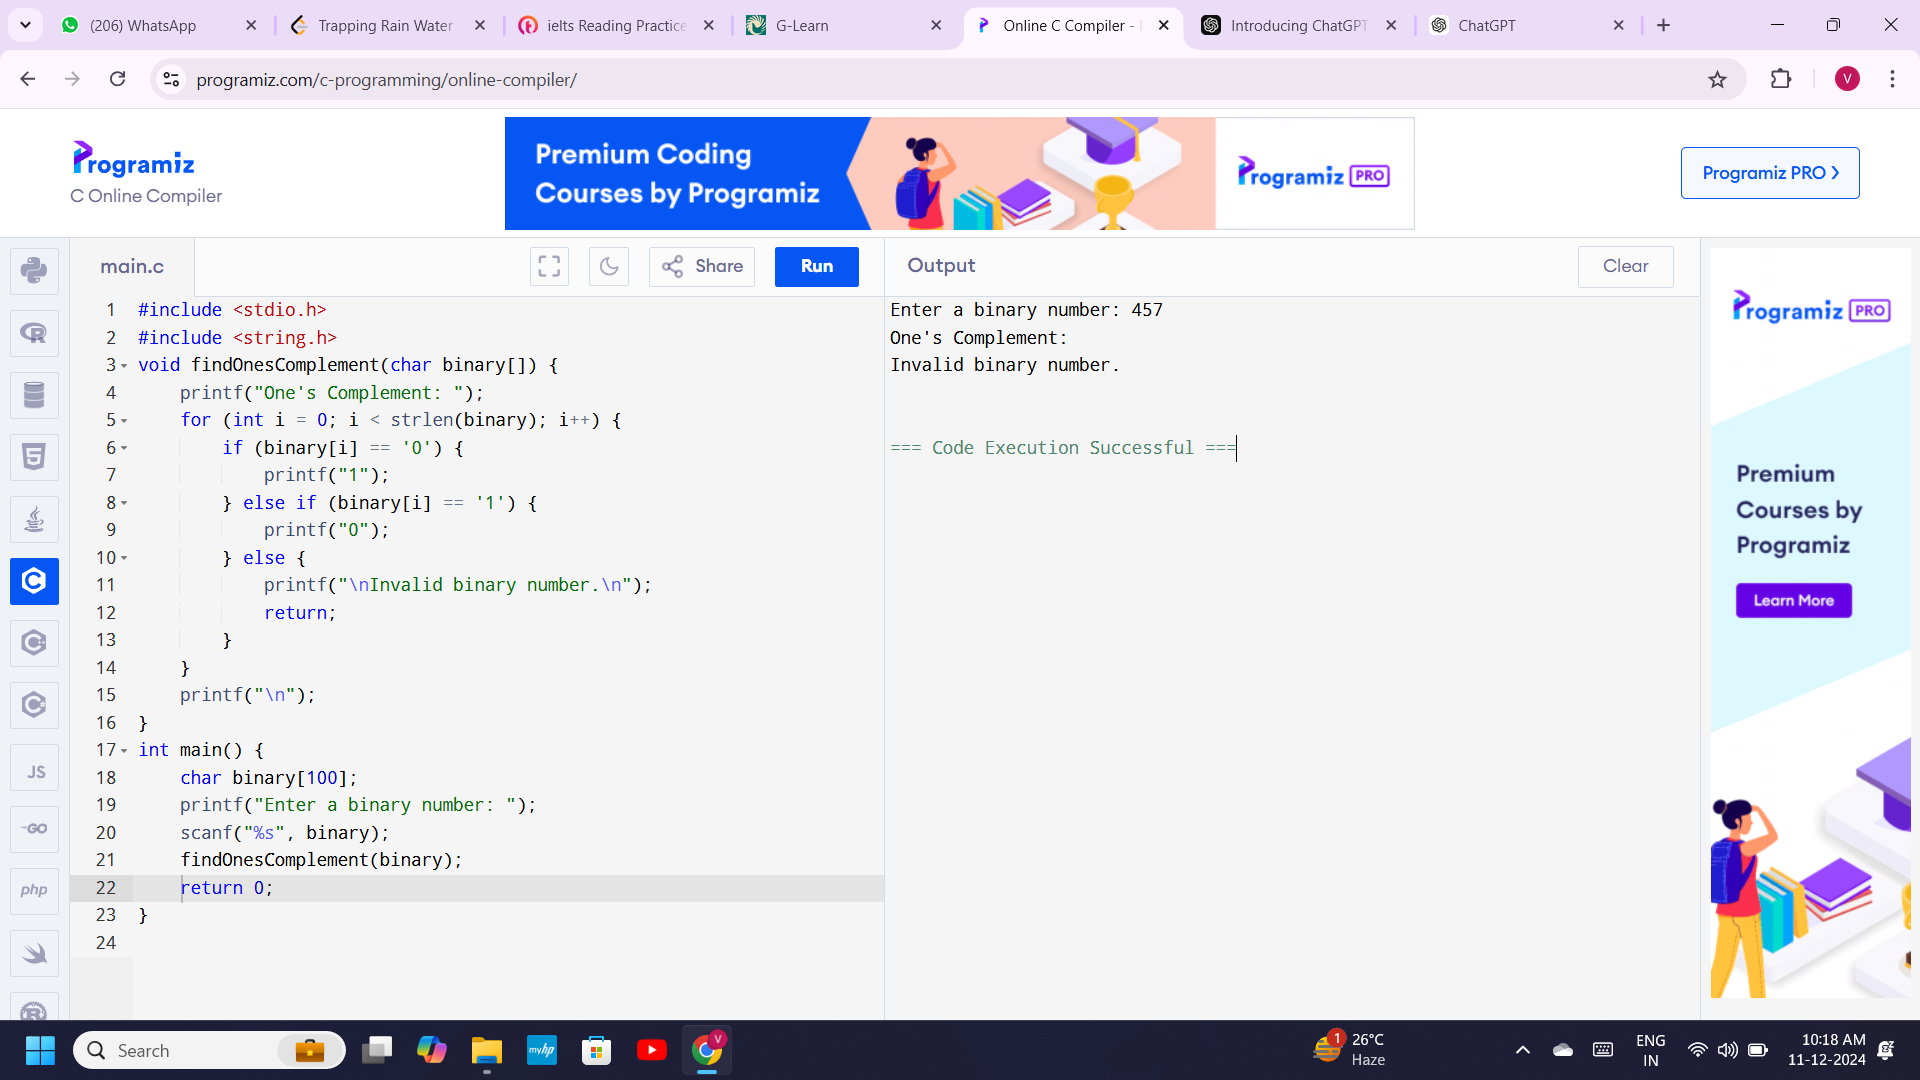 (206) WhatsApp
Trapping Rain Water
ielts Reading Practice
G-Learn
Online C Compiler -
Introducing ChatGPT
ChatGPT
programiz.com/c-programming/online-compiler/
V
Programiz
C Online Compiler
Premium Coding
Courses by Programiz
Programiz PRO
Programiz PRO
main.c
Share
Run
Output
Clear
1 #include <stdio.h>
2 #include <string.h>
3 void findOnesComplement(char binary[]) {
4 printf("One's Complement: ");
5 for (int i = 0; i < strlen(binary); i++) {
6 if (binary[i] == '0') {
7 printf("1");
8 } else if (binary[i] == '1') {
9 printf("0");
10 } else {
11 printf("\nInvalid binary number.\n");
12 return;
13 }
14 }
15 printf("\n");
16 }
17 int main() {
18 char binary[100];
19 printf("Enter a binary number: ");
20 scanf("%s", binary);
21 findOnesComplement(binary);
22 return 0;
23 }
24
Enter a binary number: 457
One's Complement:
Invalid binary number.
=== Code Execution Successful ===
JS
GO
php
Programiz PRO
Premium
Courses by
Programiz
Learn More
Search
myhp
V
1
26°C
Haze
ENG
IN
10:18 AM
11-12-2024